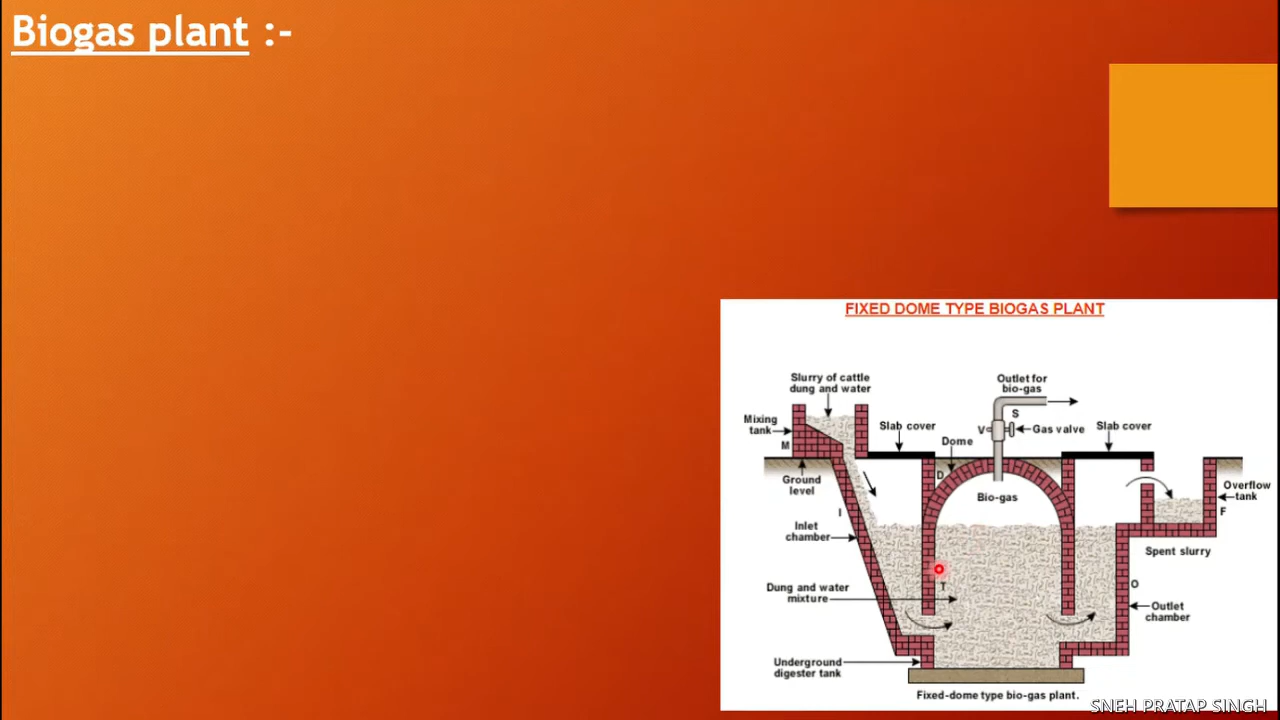 Biogas plant :-
FIXED DOME TYPE BIOGAS PLANT
Slurry of cattle
dung and water
Outlet for
bio-gas
S
Mixing
tank
M
Slab cover
V
Gas valve
Slab cover
Dome
D
Ground
level
Bio-gas
Overflow
tank
F
I
Inlet
chamber
Spent slurry
T
Dung and water
mixture
O
Outlet
chamber
Underground
digester tank
Fixed-dome type bio-gas plant.
SNEH PRATAP SINGH